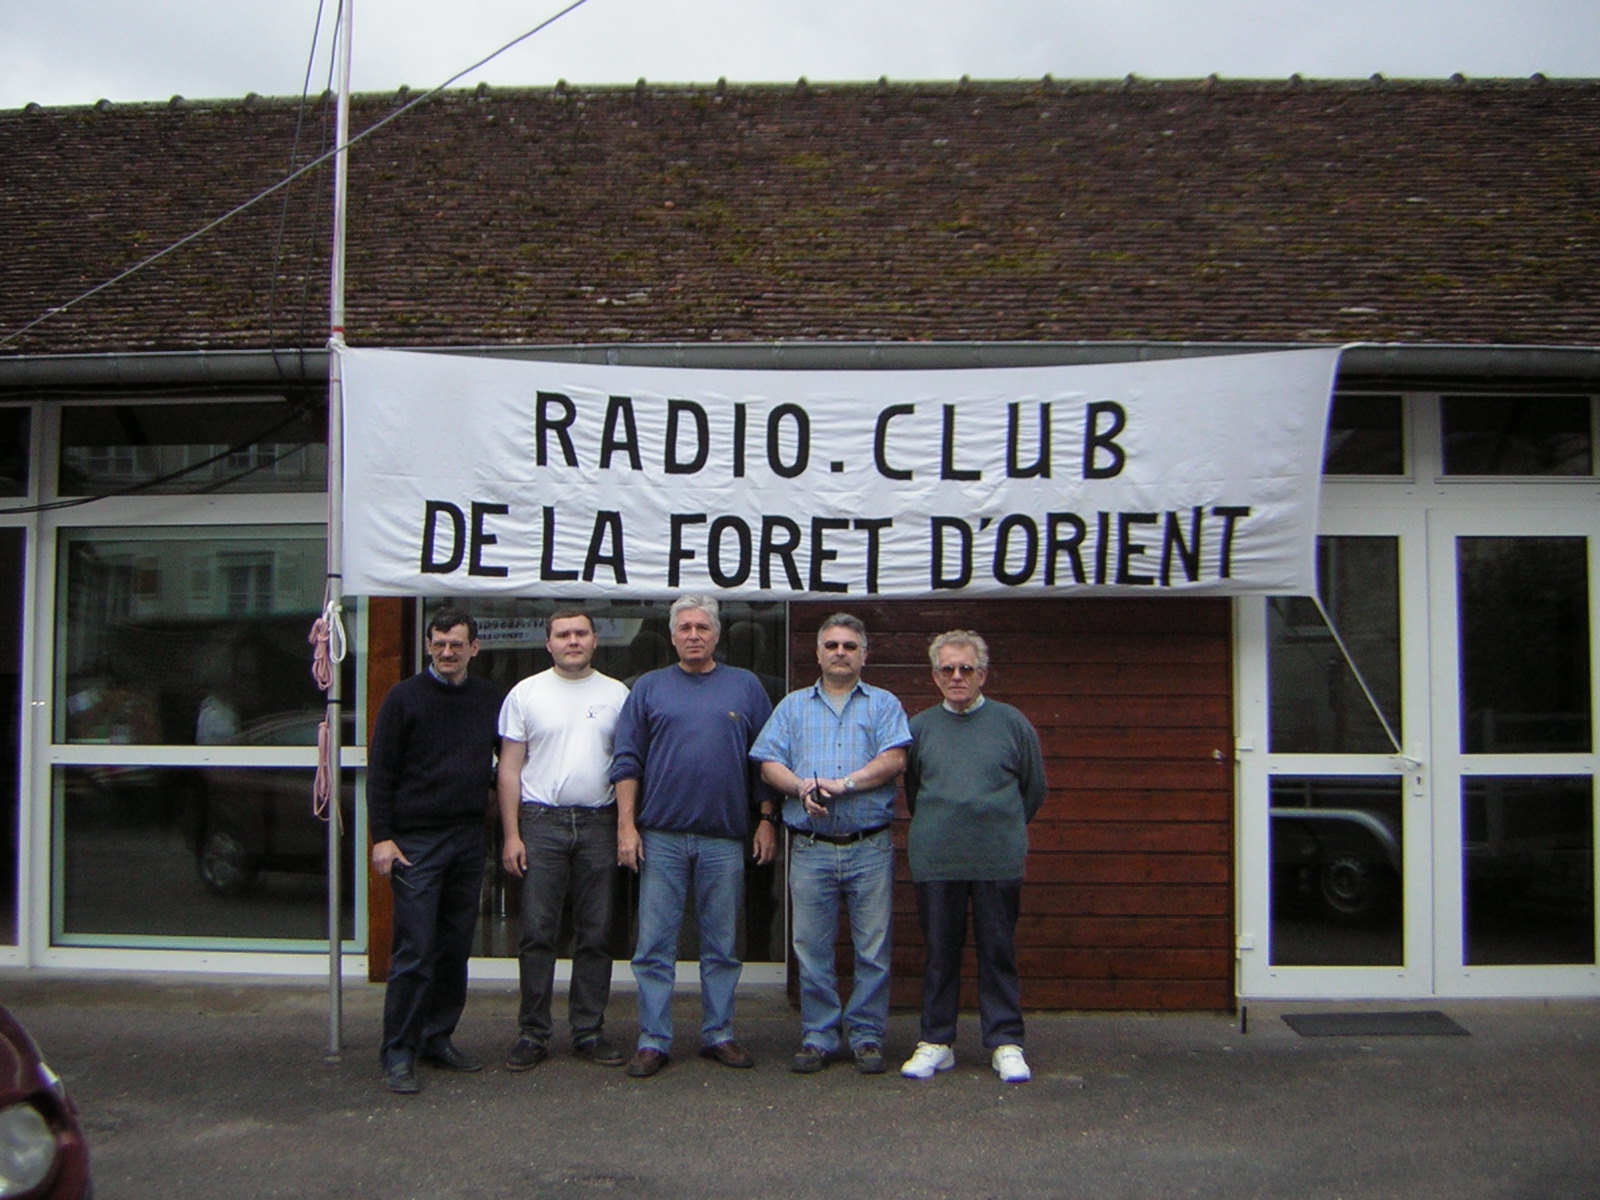 RADIO.CLUB
DE LA FORET D'ORIENT